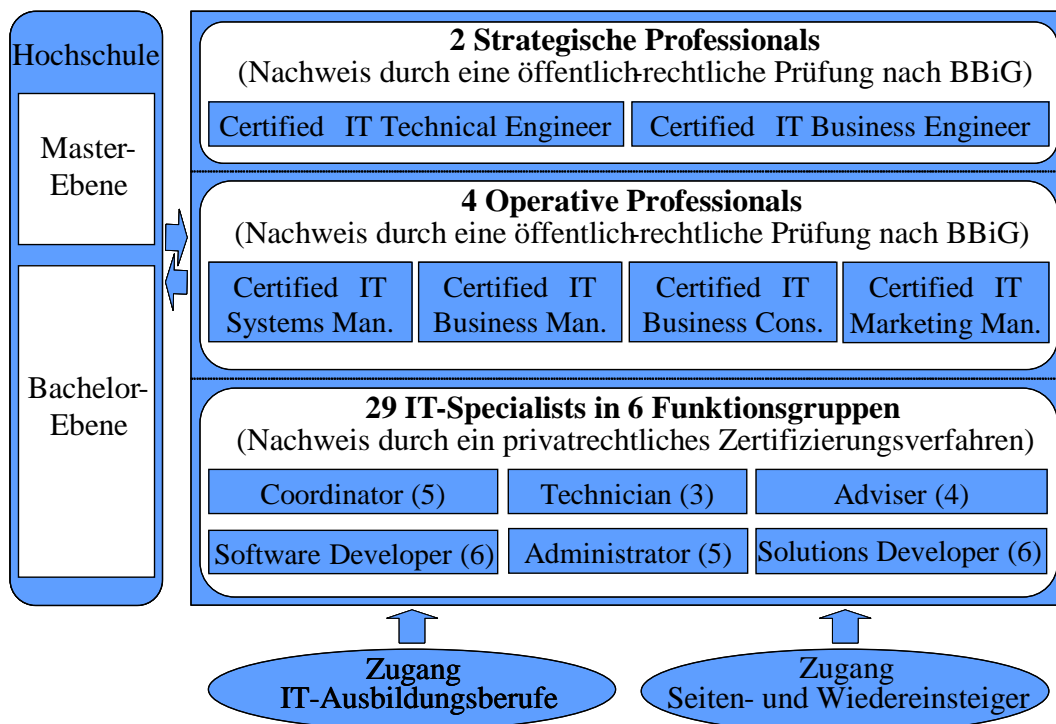 Hochschule
Master-
Ebene
Bachelor-
Ebene
2 Strategische Professionals
(Nachweis durch eine öffentlich-rechtliche Prüfung nach BBiG)
Certified IT Technical Engineer
Certified IT Business Engineer
4 Operative Professionals
(Nachweis durch eine öffentlich-rechtliche Prüfung nach BBiG)
Certified IT
Systems Man.
Certified IT
Business Man.
Certified IT
Business Cons.
Certified IT
Marketing Man.
29 IT-Specialists in 6 Funktionsgruppen
(Nachweis durch ein privatrechtliches Zertifizierungsverfahren)
Coordinator (5)
Technician (3)
Adviser (4)
Software Developer (6)
Administrator (5)
Solutions Developer (6)
Zugang
IT-Ausbildungsberufe
Zugang
Seiten- und Wiedereinsteiger